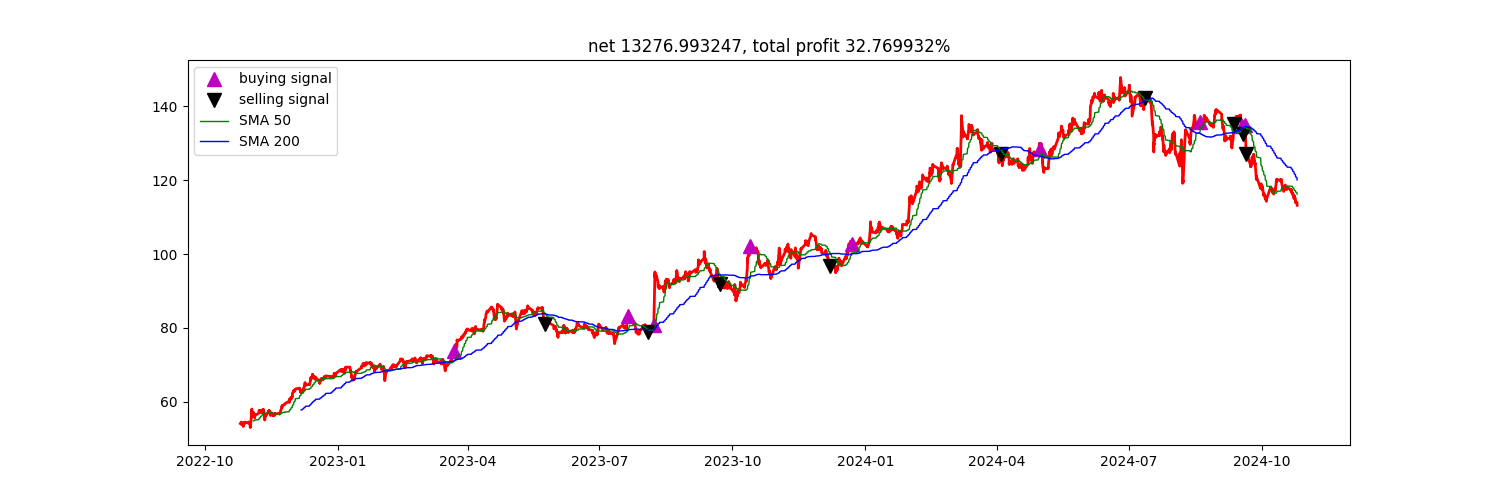 net 13276.993247, total profit 32.769932%
buying signal
selling signal
SMA 50
SMA 200
140
120
100
80
60
2022-10 2023-01 2023-04 2023-07 2023-10 2024-01 2024-04 2024-07 2024-10